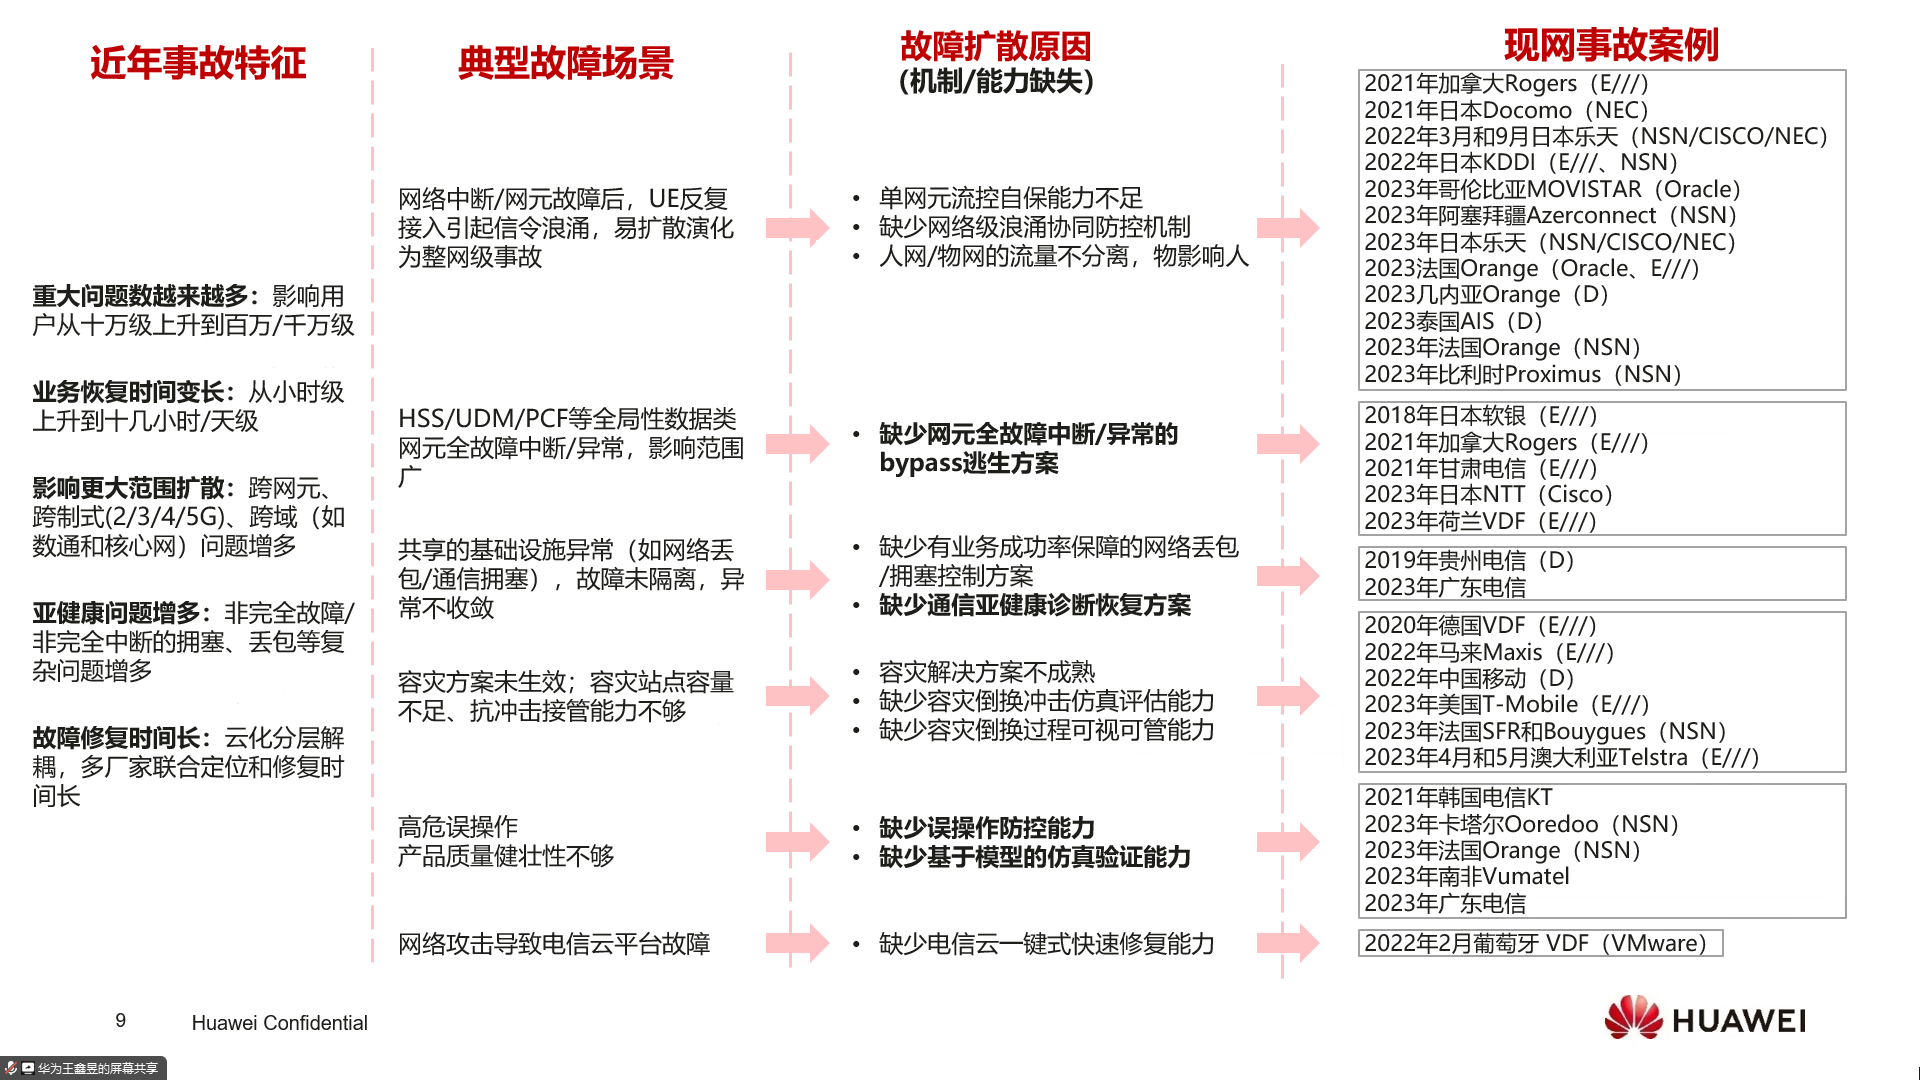 近年事故特征
重大问题数越来越多：影响用
户从十万级上升到百万/千万级
业务恢复时间变长：从小时级
上升到十几小时/天级
影响更大范围扩散：跨网元、
跨制式(2/3/4/5G)、跨域（如
数通和核心网）问题增多
亚健康问题增多：非完全故障/
非完全中断的拥塞、丢包等复
杂问题增多
故障修复时间长：云化分层解
耦，多厂家联合定位和修复时
间长
典型故障场景
网络中断/网元故障后，UE反复
接入引起信令浪涌，易扩散演化
为整网级事故
HSS/UDM/PCF等全局性数据类
网元全故障中断/异常，影响范围
广
共享的基础设施异常（如网络丢
包/通信拥塞），故障未隔离，异
常不收敛
容灾方案未生效；容灾站点容量
不足、抗冲击接管能力不够
高危误操作
产品质量健壮性不够
网络攻击导致电信云平台故障
故障扩散原因
（机制/能力缺失）
• 单网元流控自保能力不足
• 缺少网络级浪涌协同防控机制
• 人网/物网的流量不分离，物影响人
• 缺少网元全故障中断/异常的
bypass逃生方案
• 缺少有业务成功率保障的网络丢包
/拥塞控制方案
• 缺少通信亚健康诊断恢复方案
• 容灾解决方案不成熟
• 缺少容灾倒换冲击仿真评估能力
• 缺少容灾倒换过程可视可管能力
• 缺少误操作防控能力
• 缺少基于模型的仿真验证能力
• 缺少电信云一键式快速修复能力
现网事故案例
2021年加拿大Rogers（E///）
2021年日本Docomo（NEC）
2022年3月和9月日本乐天（NSN/CISCO/NEC）
2022年日本KDDI（E///、NSN）
2023年哥伦比亚MOVISTAR（Oracle）
2023年阿塞拜疆Azerconnect（NSN）
2023年日本乐天（NSN/CISCO/NEC）
2023法国Orange（Oracle、E///）
2023几内亚Orange（D）
2023泰国AIS（D）
2023年法国Orange（NSN）
2023年比利时Proximus（NSN）
2018年日本软银（E///）
2021年加拿大Rogers（E///）
2021年甘肃电信（E///）
2023年日本NTT（Cisco）
2023年荷兰VDF（E///）
2019年贵州电信（D）
2023年广东电信
2020年德国VDF（E///）
2022年马来Maxis（E///）
2022年中国移动（D）
2023年美国T-Mobile（E///）
2023年法国SFR和Bouygues（NSN）
2023年4月和5月澳大利亚Telstra（E///）
2021年韩国电信KT
2023年卡塔尔Ooredoo（NSN）
2023年法国Orange（NSN）
2023年南非Vumatel
2023年广东电信
2022年2月葡萄牙 VDF（VMware）
9
Huawei Confidential
HUAWEI
华为王鑫昱的屏幕共享